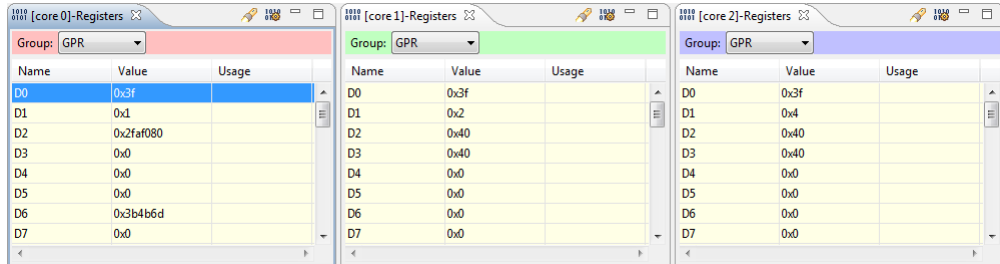 [core 0]-Registers
Group: GPR
Name Value Usage
D0 0x3f
D1 0x1
D2 0x2faf080
D3 0x0
D4 0x0
D5 0x0
D6 0x3b4b6d
D7 0x0
[core 1]-Registers
Group: GPR
Name Value Usage
D0 0x3f
D1 0x2
D2 0x40
D3 0x40
D4 0x0
D5 0x0
D6 0x0
D7 0x0
[core 2]-Registers
Group: GPR
Name Value Usage
D0 0x3f
D1 0x4
D2 0x40
D3 0x40
D4 0x0
D5 0x0
D6 0x0
D7 0x0